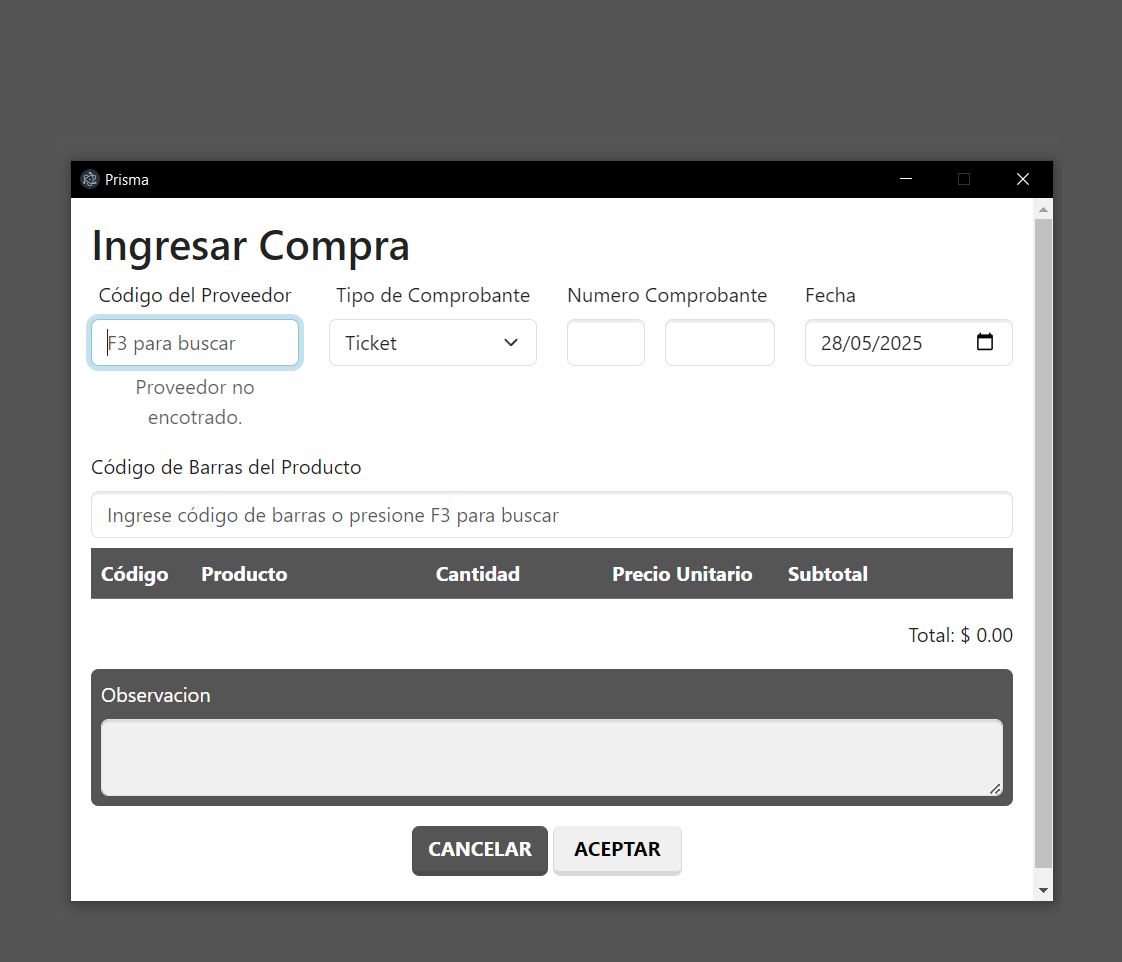 Prisma
Ingresar Compra
Código del Proveedor
Tipo de Comprobante
Numero Comprobante
Fecha
F3 para buscar
Ticket
28/05/2025
Proveedor no
encotrado.
Código de Barras del Producto
Ingrese código de barras o presione F3 para buscar
Código Producto Cantidad Precio Unitario Subtotal
Total: $ 0.00
Observacion
CANCELAR
ACEPTAR